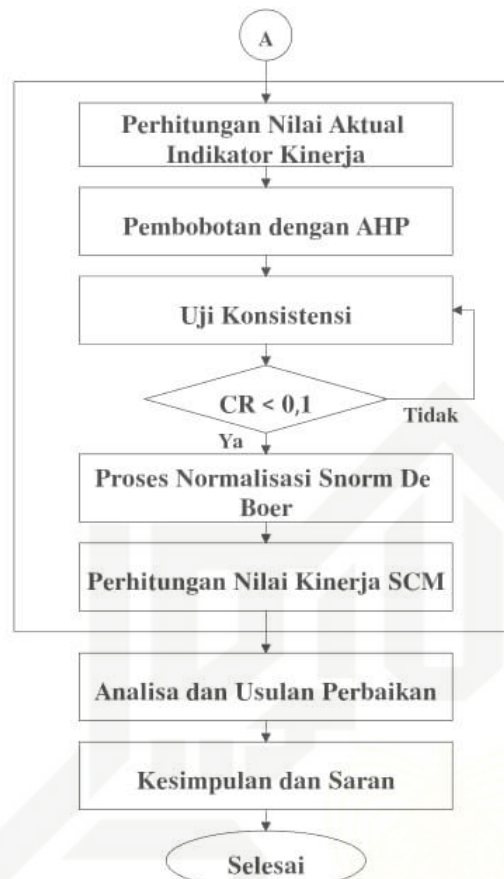 A
Perhitungan Nilai Aktual
Indikator Kinerja
Pembobotan dengan AHP
Uji Konsistensi
CR < 0,1
Tidak
Ya
Proses Normalisasi Snorm De
Boer
Perhitungan Nilai Kinerja SCM
Analisa dan Usulan Perbaikan
Kesimpulan dan Saran
Selesai